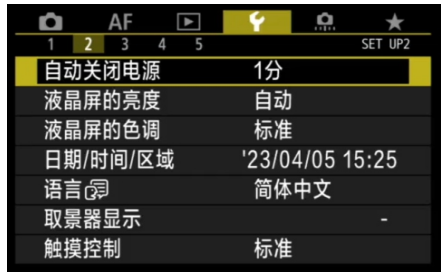 AF
1 2 3 4 5 SET UP2
自动关闭电源 1分
液晶屏的亮度 自动
液晶屏的色调 标准
日期/时间/区域 '23/04/05 15:25
语言 简体中文
取景器显示 -
触摸控制 标准